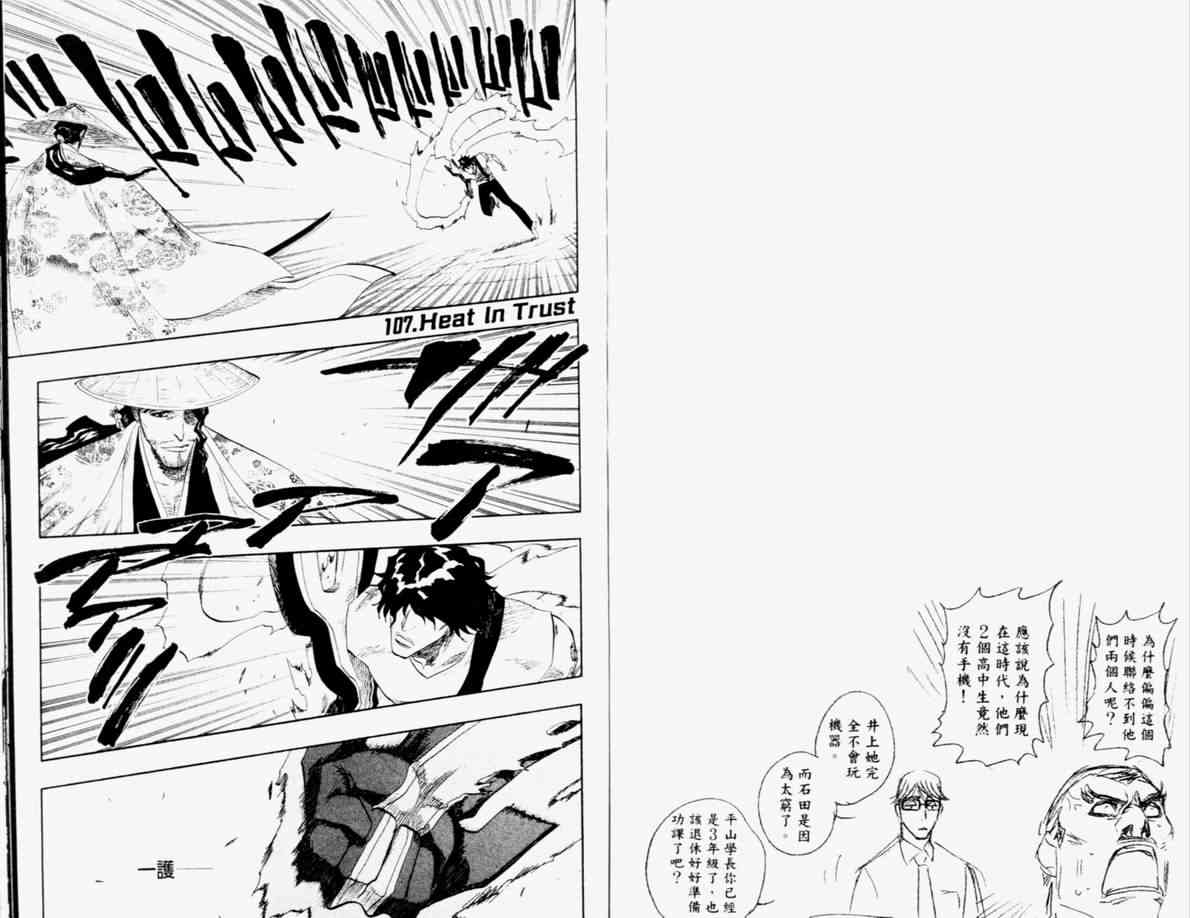 為什麼偏偏這個
時候聯絡不到他
們兩個人呢？
應該說為什麼現
在這時代，他們
2個高中生竟然
沒有手機！
井上她完
全不會玩
機器。
而石田是因
為太窮了。
平山學長你已經
是3年級了，也
該退休好好準備
功課了吧？
107.Heat In Trust
一護——